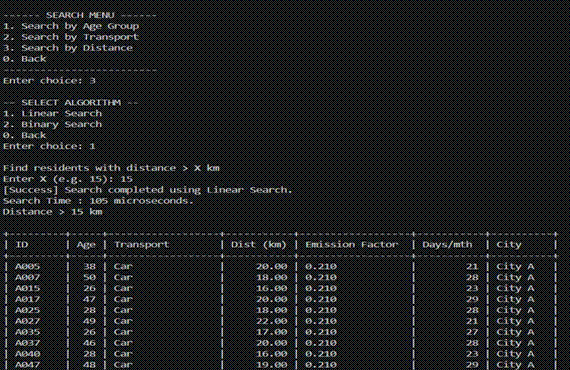 ------ SEARCH MENU ------
1. Search by Age Group
2. Search by Transport
3. Search by Distance
0. Back
-------------------------
Enter choice: 3
-- SELECT ALGORITHM --
1. Linear Search
2. Binary Search
0. Back
Enter choice: 1
Find residents with distance > X km
Enter X (e.g. 15): 15
[Success] Search completed using Linear Search.
Search Time : 105 microseconds.
Distance > 15 km
| ID | Age | Transport | Dist (km) | Emission Factor | Days/mth | City |
| A005 | 38 | Car | 20.00 | 0.210 | 21 | City A |
| A007 | 50 | Car | 18.00 | 0.210 | 28 | City A |
| A015 | 26 | Car | 16.00 | 0.210 | 23 | City A |
| A017 | 47 | Car | 20.00 | 0.210 | 29 | City A |
| A025 | 28 | Car | 18.00 | 0.210 | 28 | City A |
| A027 | 49 | Car | 22.00 | 0.210 | 21 | City A |
| A035 | 26 | Car | 17.00 | 0.210 | 27 | City A |
| A037 | 46 | Car | 20.00 | 0.210 | 28 | City A |
| A040 | 28 | Car | 16.00 | 0.210 | 23 | City A |
| A047 | 48 | Car | 19.00 | 0.210 | 29 | City A |